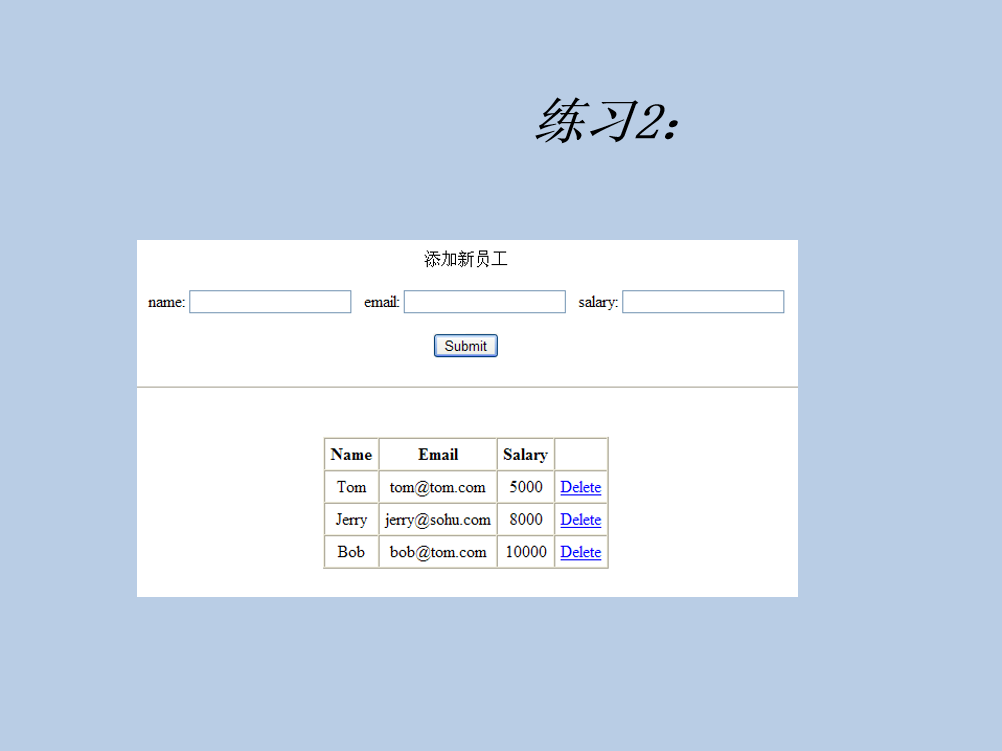 练习2：
添加新员工
name: email: salary:
Submit
Name Email Salary
Tom tom@tom.com 5000 Delete
Jerry jerry@sohu.com 8000 Delete
Bob bob@tom.com 10000 Delete